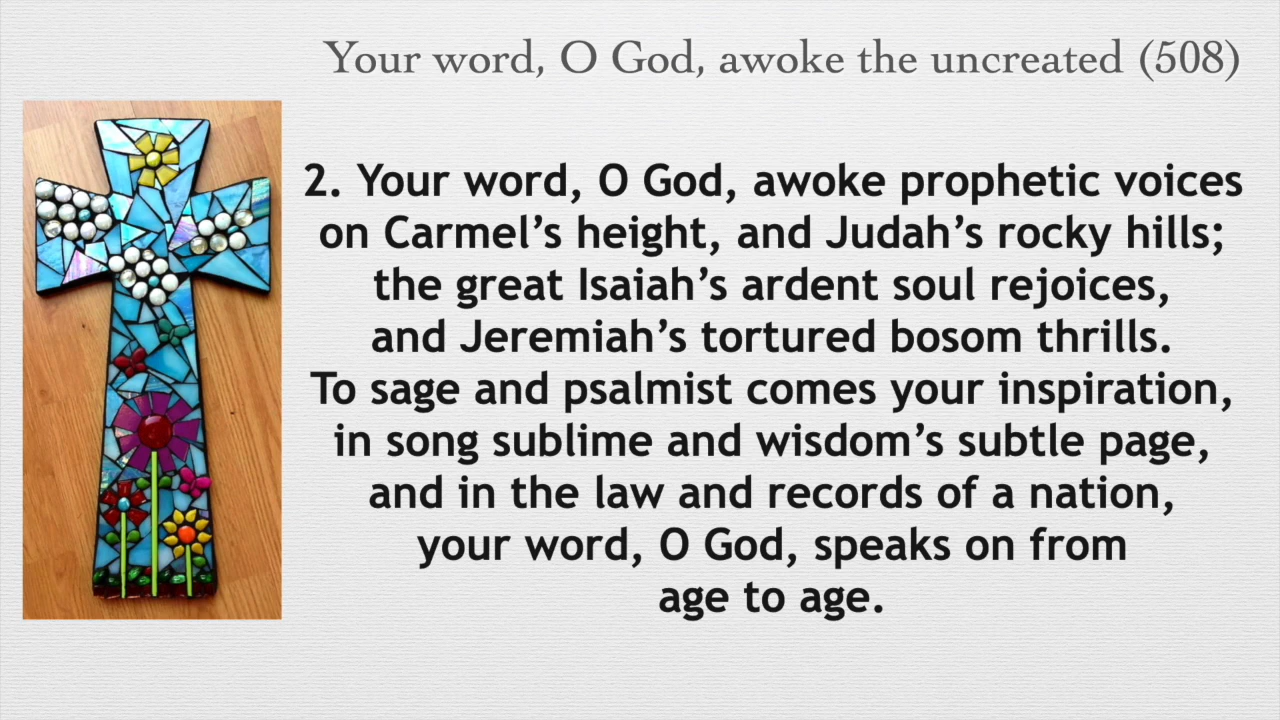 Your word, O God, awoke the uncreated (508)
2. Your word, O God, awoke prophetic voices
on Carmel’s height, and Judah’s rocky hills;
the great Isaiah’s ardent soul rejoices,
and Jeremiah’s tortured bosom thrills.
To sage and psalmist comes your inspiration,
in song sublime and wisdom’s subtle page,
and in the law and records of a nation,
your word, O God, speaks on from
age to age.